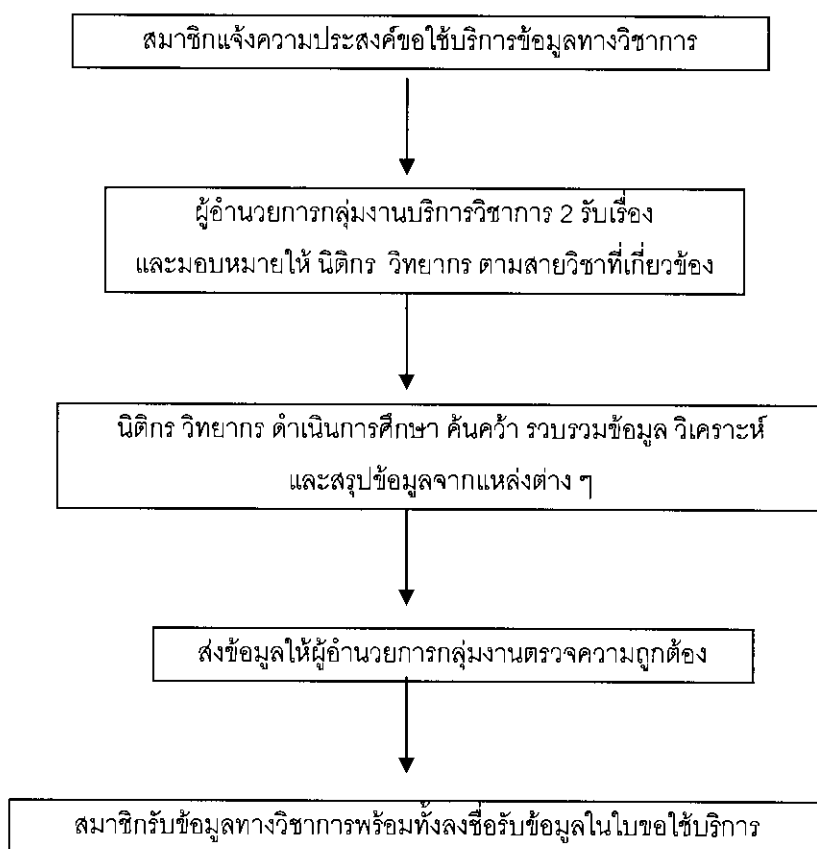 สมาชิกแจ้งความประสงค์ขอใช้บริการข้อมูลทางวิชาการ
ผู้อำนวยการกลุ่มงานบริการวิชาการ 2 รับเรื่อง
และมอบหมายให้ นิติกร วิทยากร ตามสายวิชาที่เกี่ยวข้อง
นิติกร วิทยากร ดำเนินการศึกษา ค้นคว้า รวบรวมข้อมูล วิเคราะห์
และสรุปข้อมูลจากแหล่งต่าง ๆ
ส่งข้อมูลให้ผู้อำนวยการกลุ่มงานตรวจความถูกต้อง
สมาชิกรับข้อมูลทางวิชาการพร้อมทั้งลงชื่อรับข้อมูลในใบขอใช้บริการ